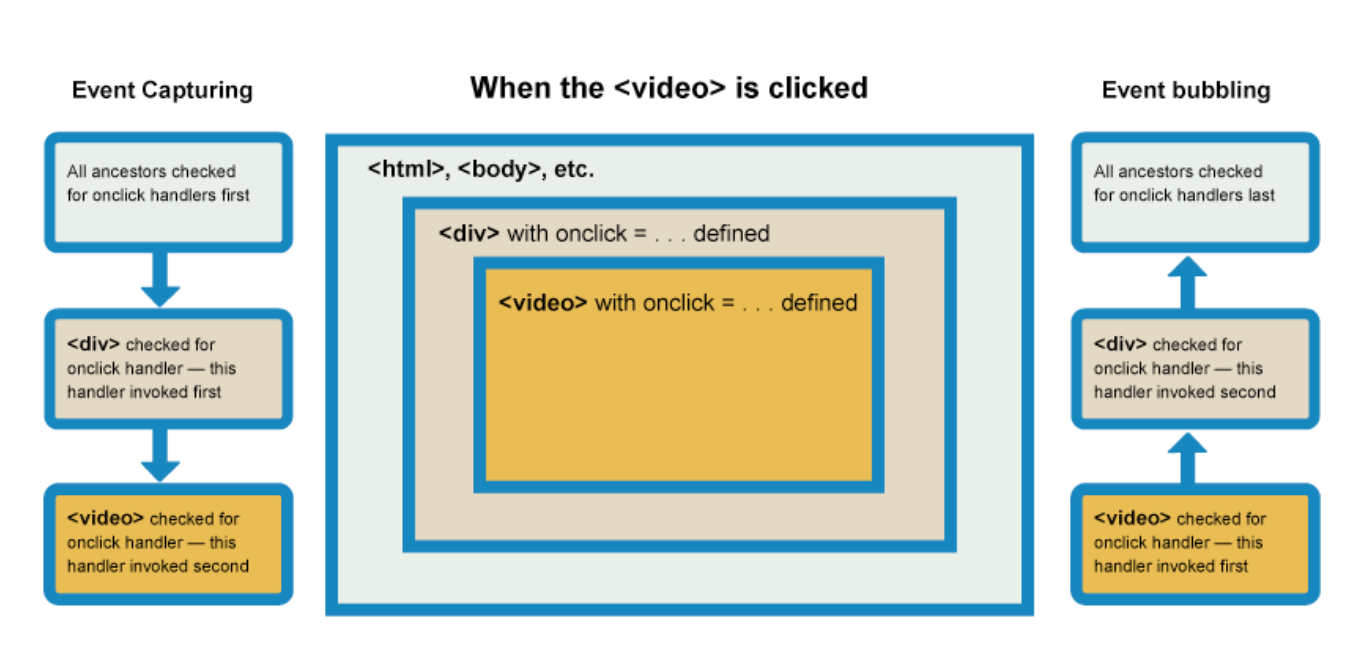 Event Capturing
When the <video> is clicked
Event bubbling
All ancestors checked
for onclick handlers first
<div> checked for
onclick handler — this
handler invoked first
<video> checked for
onclick handler — this
handler invoked second
<html>, <body>, etc.
<div> with onclick = . . . defined
<video> with onclick = . . . defined
All ancestors checked
for onclick handlers last
<div> checked for
onclick handler — this
handler invoked second
<video> checked for
onclick handler — this
handler invoked first